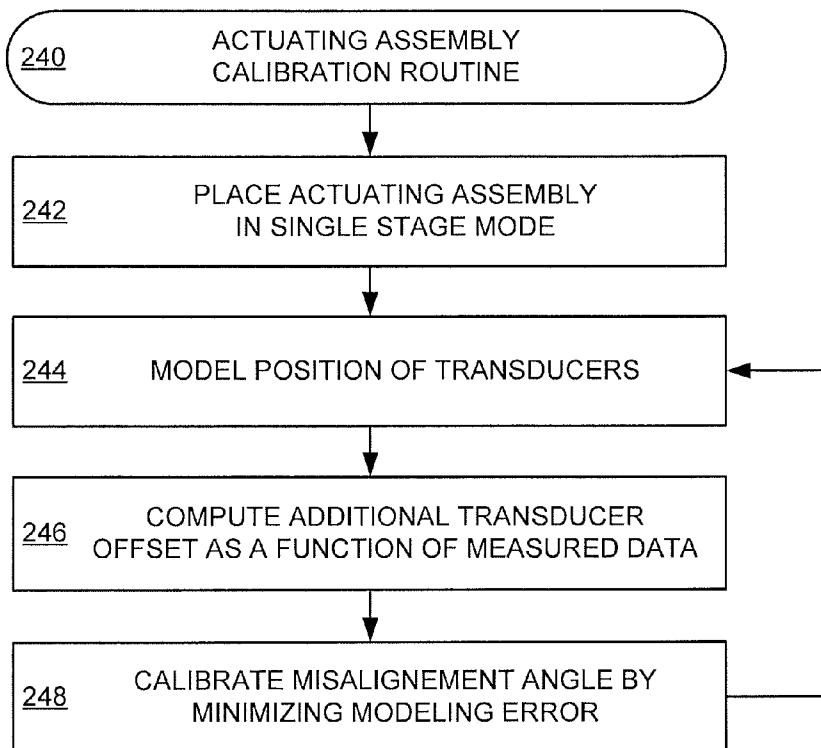 240 ACTUATING ASSEMBLY
CALIBRATION ROUTINE
242 PLACE ACTUATING ASSEMBLY
IN SINGLE STAGE MODE
244 MODEL POSITION OF TRANSDUCERS
246 COMPUTE ADDITIONAL TRANSDUCER
OFFSET AS A FUNCTION OF MEASURED DATA
248 CALIBRATE MISALIGNEMENT ANGLE BY
MINIMIZING MODELING ERROR